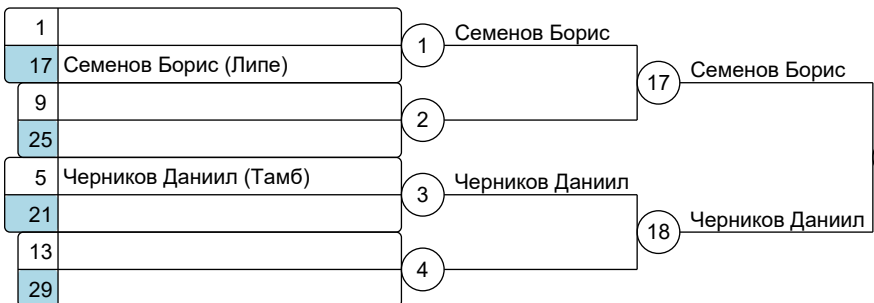 1
Семенов Борис
1
17 Семенов Борис (Липе)
17
Семенов Борис
9
2
25
5 Черников Даниил (Тамб)
3
Черников Даниил
21
18
Черников Даниил
13
4
29